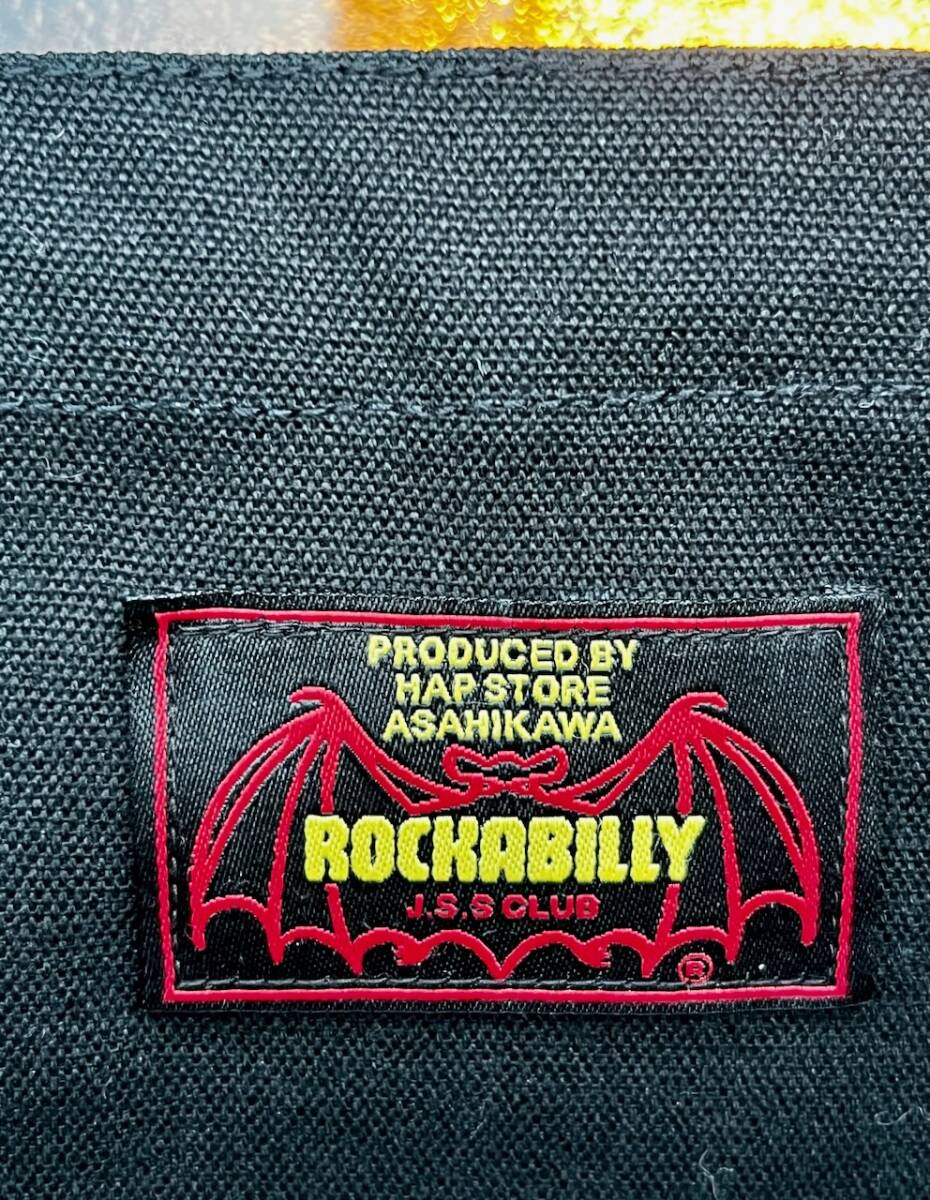 PRODUCED BY
HAP STORE
ASAHIKAWA
ROCKABILLY
J.S.S CLUB
®